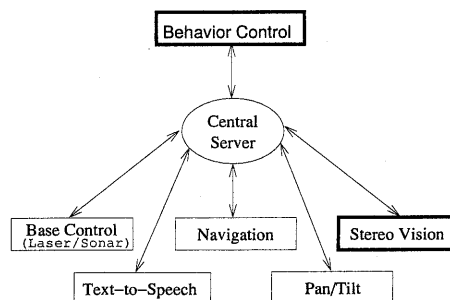 Behavior Control
Central
Server
Base Control
(Laser/Sonar)
Navigation
Stereo Vision
Text-to-Speech
Pan/Tilt